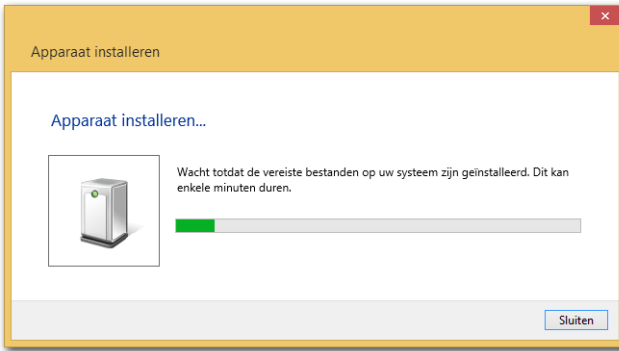 Apparaat installeren
Apparaat installeren...
Wacht totdat de vereiste bestanden op uw systeem zijn geïnstalleerd. Dit kan
enkele minuten duren.
Sluiten